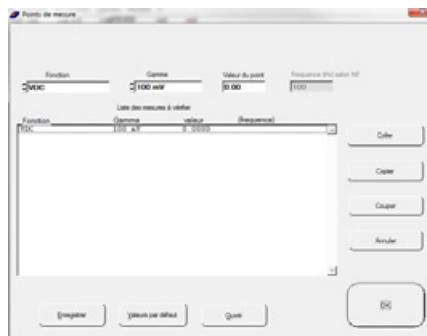 Points de mesure
Fonction Gamme Valeur du point Fréquence (Hz) selon NF
VDC 100 mV 0.00 100
Liste des mesures à vérifier
Fonction Gamme valeur (fréquence)
VDC 100 mV 0.0000
Coller
Copier
Couper
Annuler
Enregistrer Valeurs par défaut Ouvrir
OK